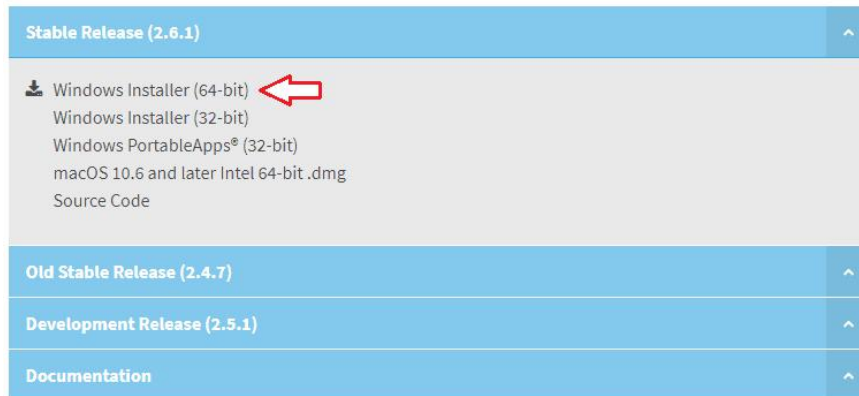 Stable Release (2.6.1)
Windows Installer (64-bit)
Windows Installer (32-bit)
Windows PortableApps® (32-bit)
macOS 10.6 and later Intel 64-bit .dmg
Source Code
Old Stable Release (2.4.7)
Development Release (2.5.1)
Documentation